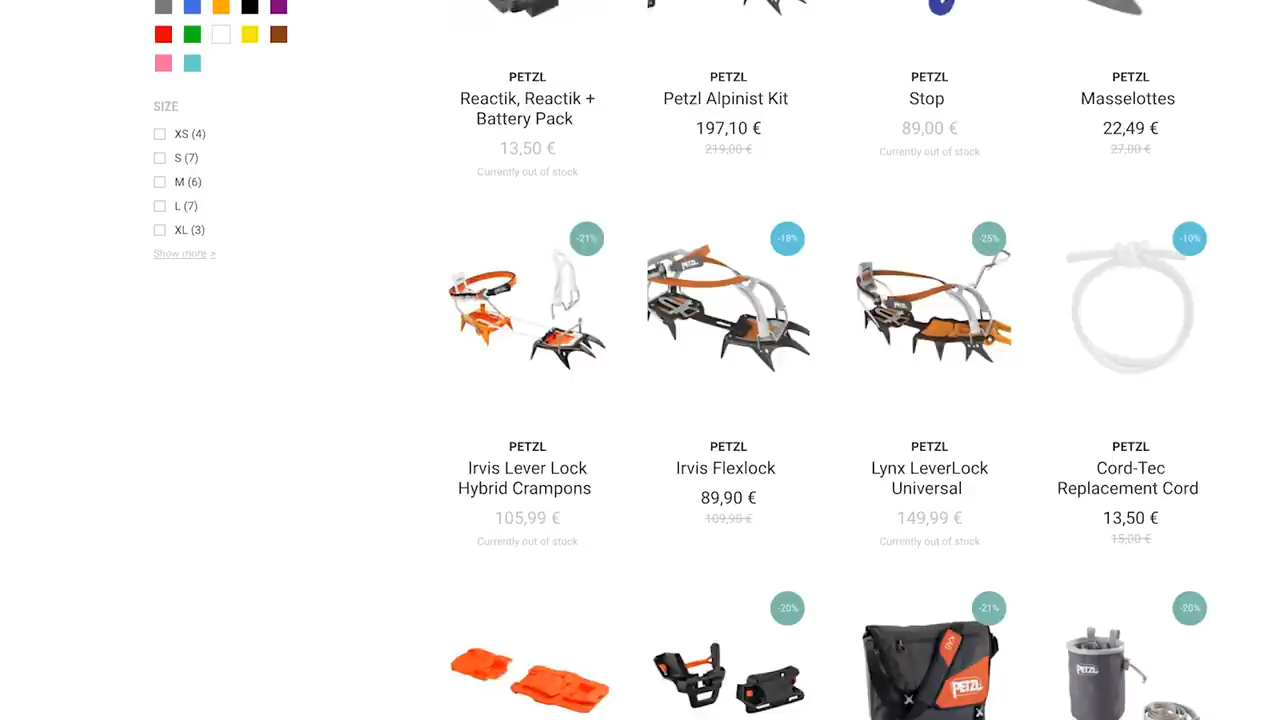 SIZE
XS (4)
S (7)
M (6)
L (7)
XL (3)
Show more >
PETZL
Reactik, Reactik +
Battery Pack
13,50 €
Currently out of stock
PETZL
Petzl Alpinist Kit
197,10 €
219,00 €
PETZL
Stop
89,00 €
Currently out of stock
PETZL
Masselottes
22,49 €
27,00 €
-21%
PETZL
Irvis Lever Lock
Hybrid Crampons
105,99 €
Currently out of stock
-18%
PETZL
PETZL
Irvis Flexlock
89,90 €
109,90 €
-25%
PETZL
PETZL
Lynx LeverLock
Universal
149,99 €
Currently out of stock
-10%
PETZL
Cord-Tec
Replacement Cord
13,50 €
15,00 €
-20%
-21%
KAB
PETZL
-20%
PETZL